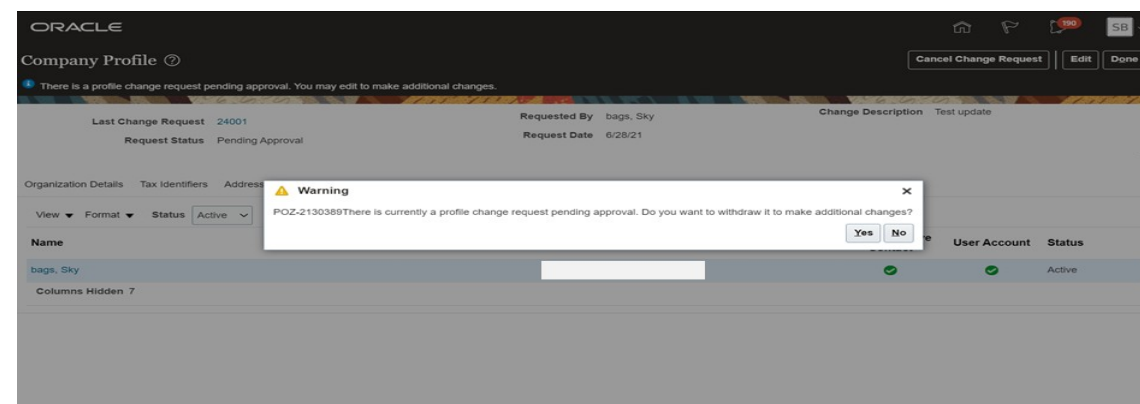 ORACLE
190
SB
Company Profile
Cancel Change Request
Edit
Done
There is a profile change request pending approval. You may edit to make additional changes.
Last Change Request 24001
Requested By bags, Sky
Change Description Test update
Request Status Pending Approval
Request Date 6/28/21
Organization Details Tax Identifiers Address
Warning
POZ-2130389There is currently a profile change request pending approval. Do you want to withdraw it to make additional changes?
Yes No
View Format Status Active
Name
User Account Status
bags, Sky
Active
Columns Hidden 7